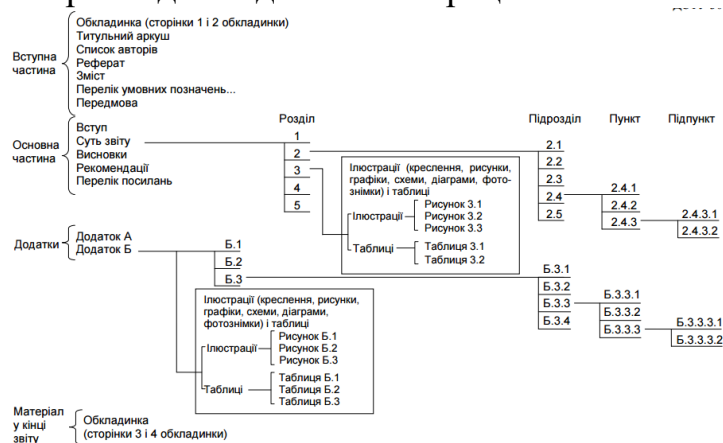 Обкладинка (сторінки 1 і 2 обкладинки)
Титульний аркуш
Список авторів
Реферат
Зміст
Перелік умовних позначень...
Передмова
Вступна
частина
Розділ
Підрозділ
Пункт
Підпункт
Основна
частина
Вступ
Суть звіту
Висновки
Рекомендації
Перелік посилань
1
2
3
4
5
2.1
2.2
2.3
2.4
2.5
2.4.1
2.4.2
2.4.3
2.4.3.1
2.4.3.2
Ілюстрації (креслення, рисунки,
графіки, схеми, діаграми, фото-
знімки) і таблиці
Ілюстрації
Рисунок 3.1
Рисунок 3.2
Рисунок 3.3
Таблиці
Таблиця 3.1
Таблиця 3.2
Додатки
Додаток А
Додаток Б
Б.1
Б.2
Б.3
Б.3.1
Б.3.2
Б.3.3
Б.3.4
Б.3.3.1
Б.3.3.2
Б.3.3.3
Б.3.3.3.1
Б.3.3.3.2
Ілюстрації (креслення, рисунки,
графіки, схеми, діаграми,
фотознімки) і таблиці
Ілюстрації
Рисунок Б.1
Рисунок Б.2
Рисунок Б.3
Таблиці
Таблиця Б.1
Таблиця Б.2
Таблиця Б.3
Матеріал
у кінці
звіту
Обкладинка
(сторінки 3 і 4 обкладинки)